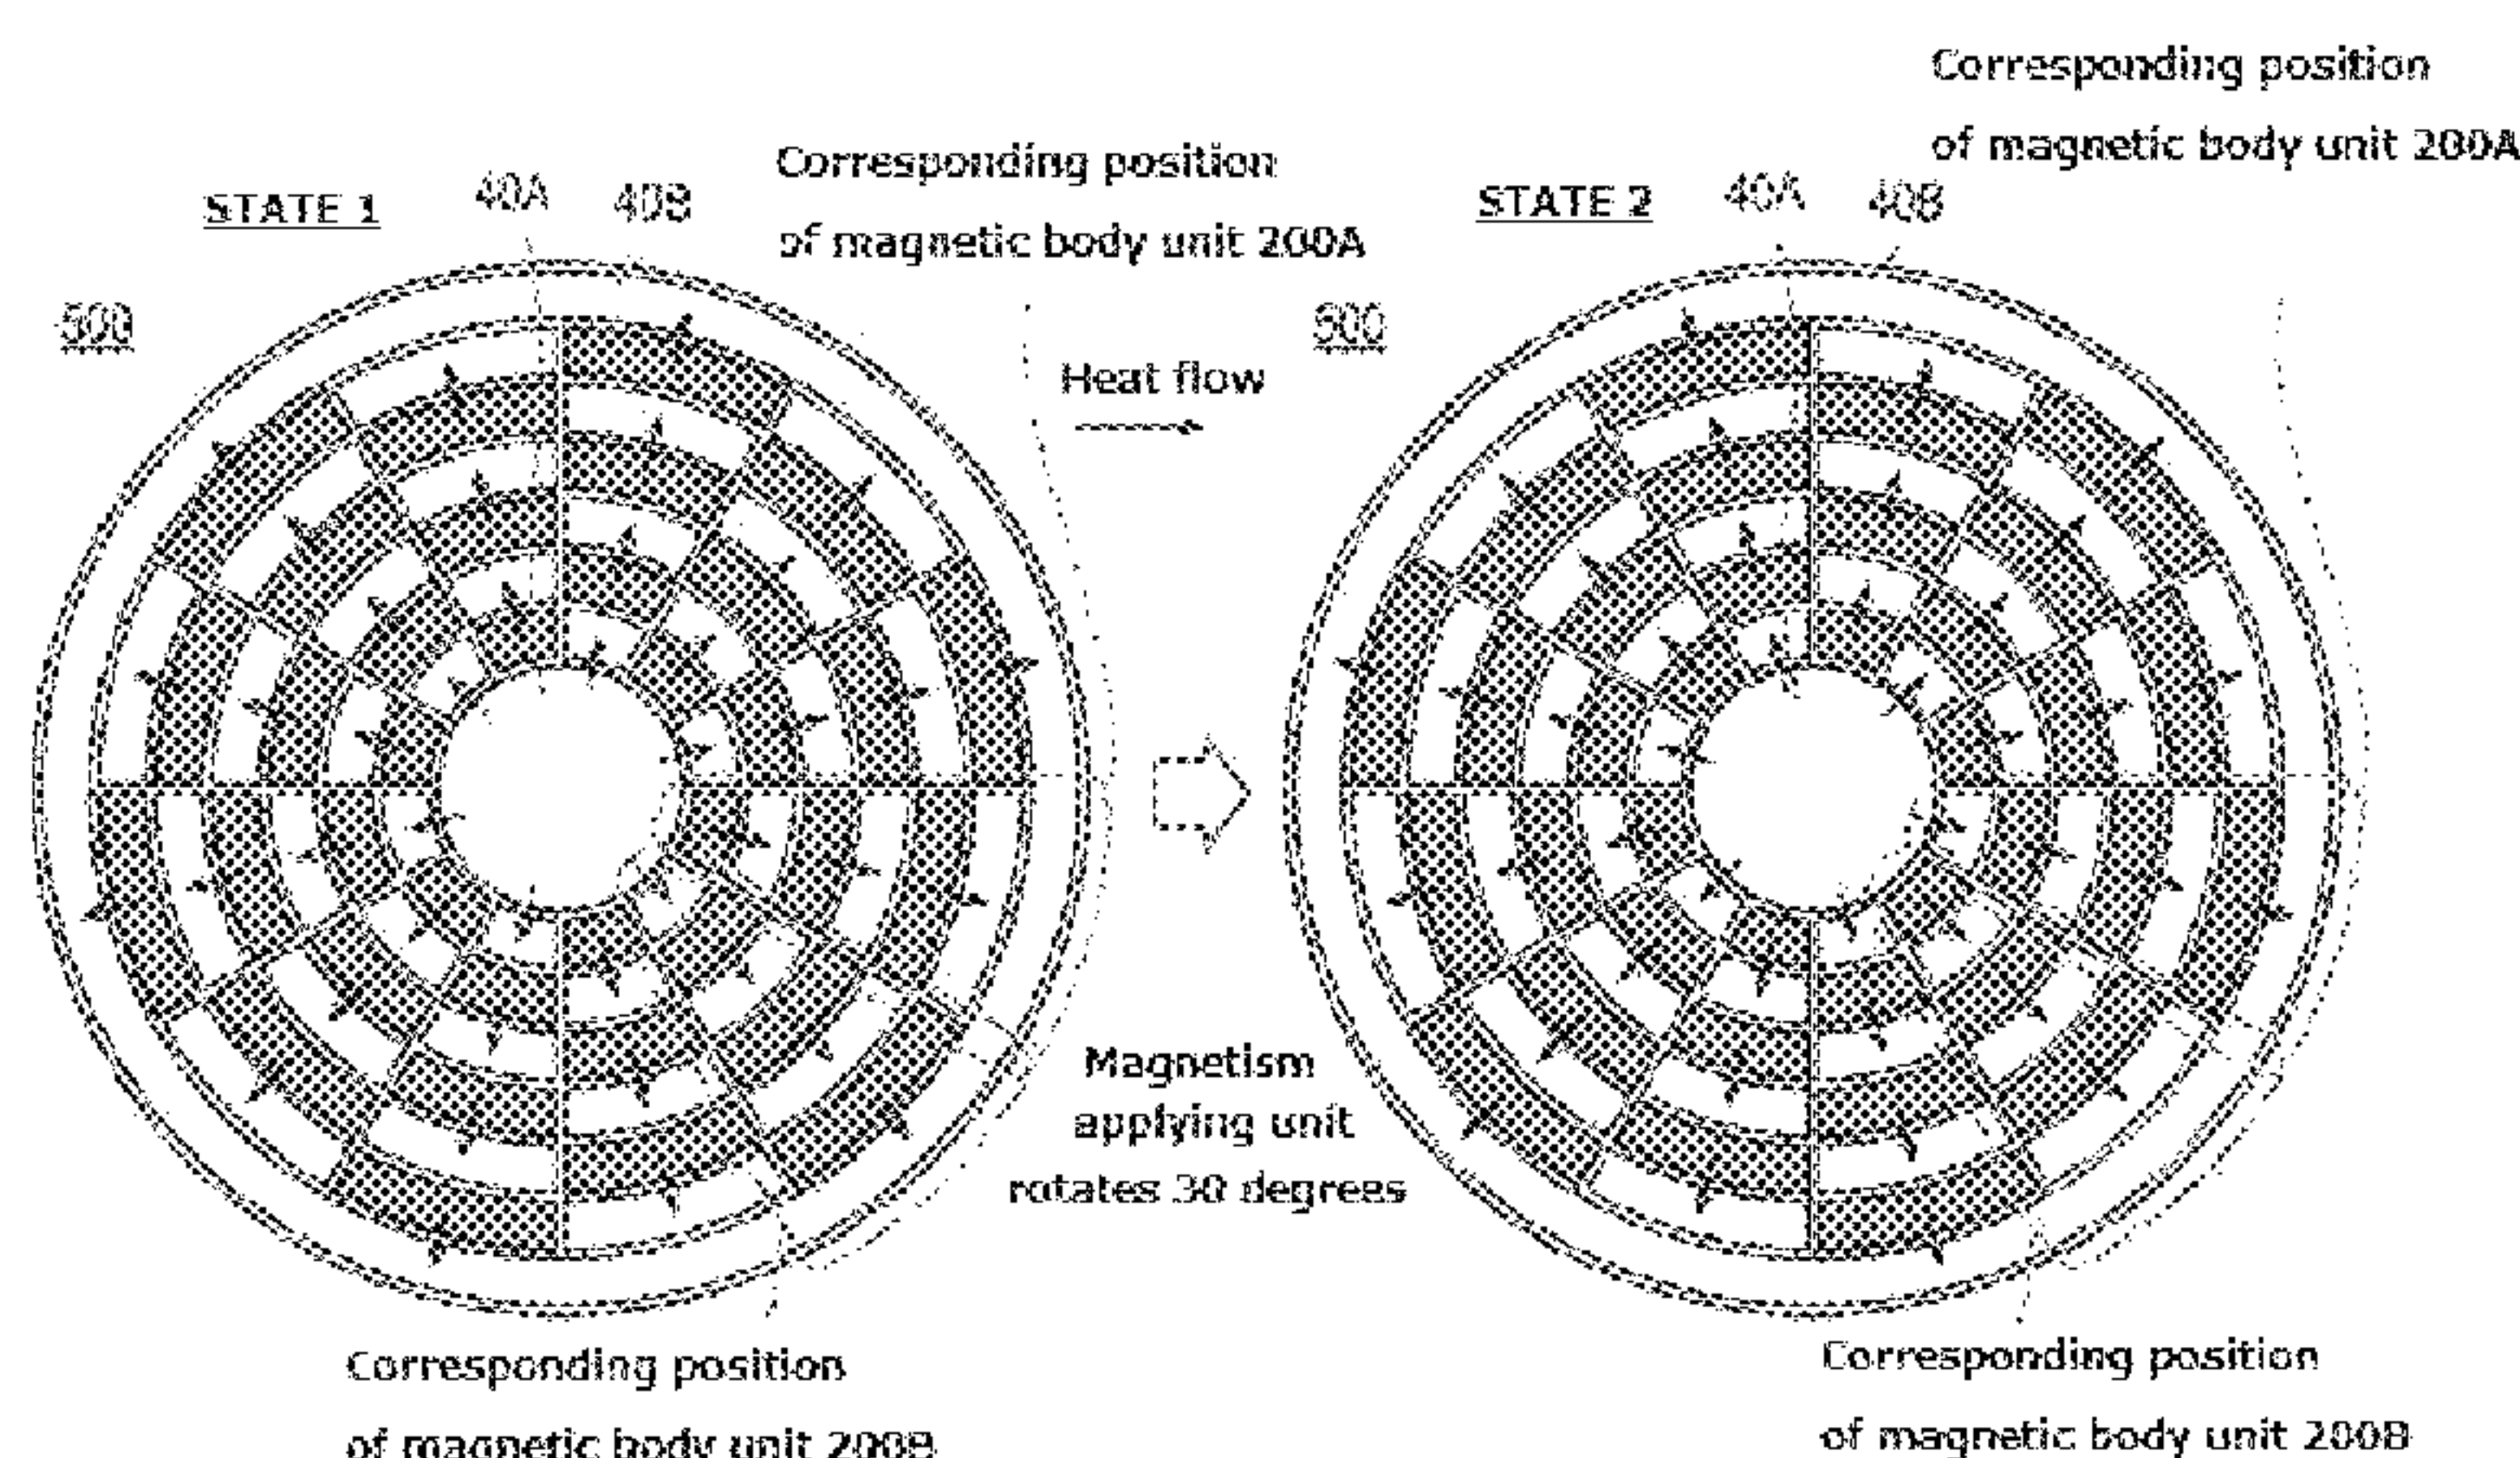 Corresponding position
of magnetic body unit 200A
STATE 1
40A
40B
Corresponding position
of magnetic body unit 200A
STATE 2
40A
40B
500
Heat flow
500
Magnetism
applying unit
rotates 30 degrees
Corresponding position
of magnetic body unit 200B
Corresponding position
of magnetic body unit 200B